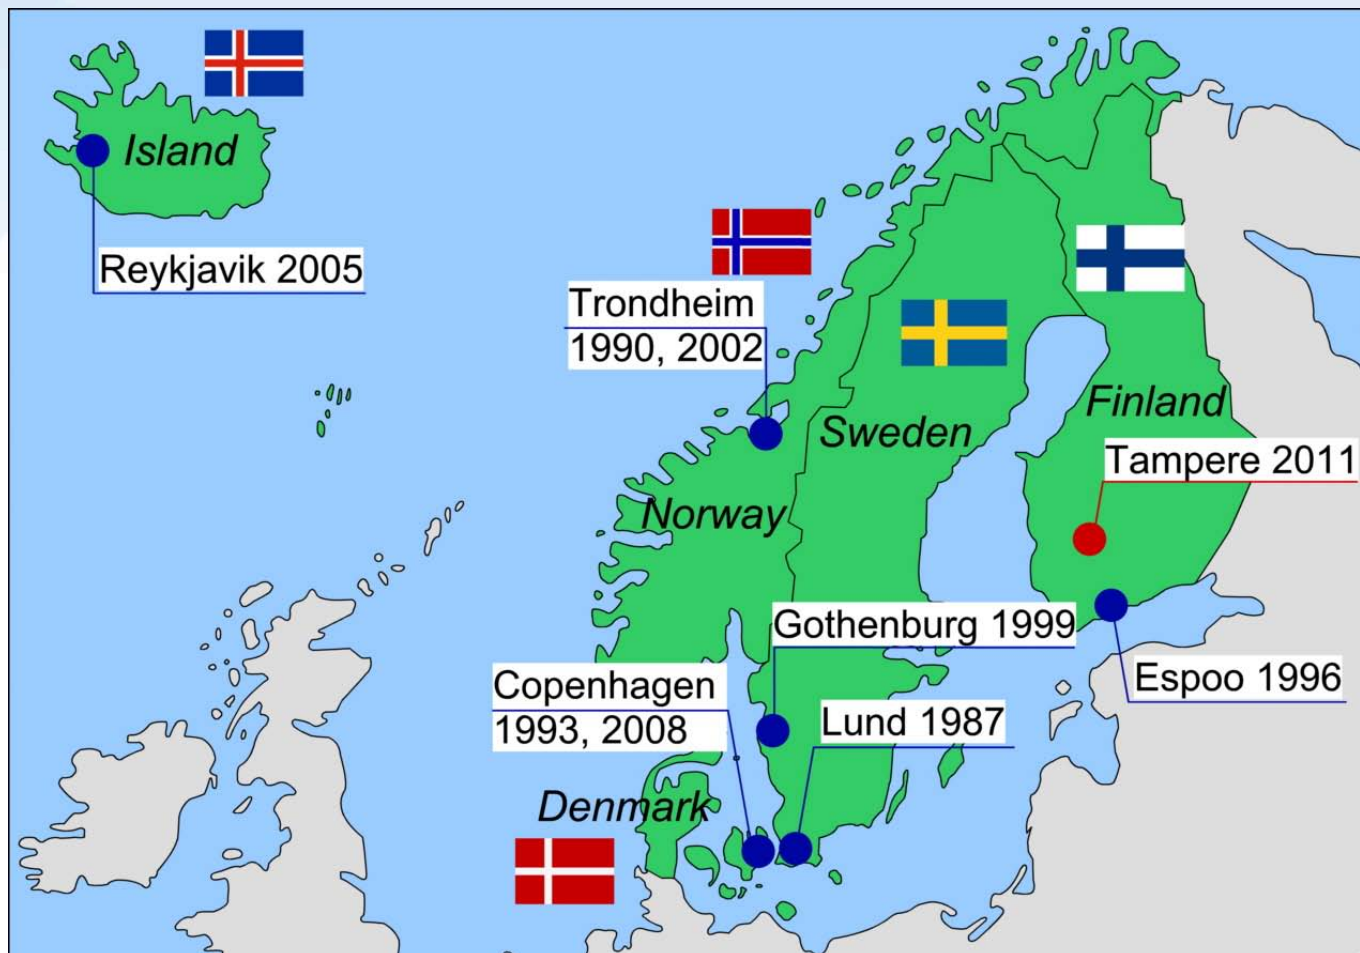 Island
Reykjavik 2005
Trondheim
1990, 2002
Finland
Sweden
Tampere 2011
Norway
Gothenburg 1999
Espoo 1996
Copenhagen
1993, 2008
Lund 1987
Denmark